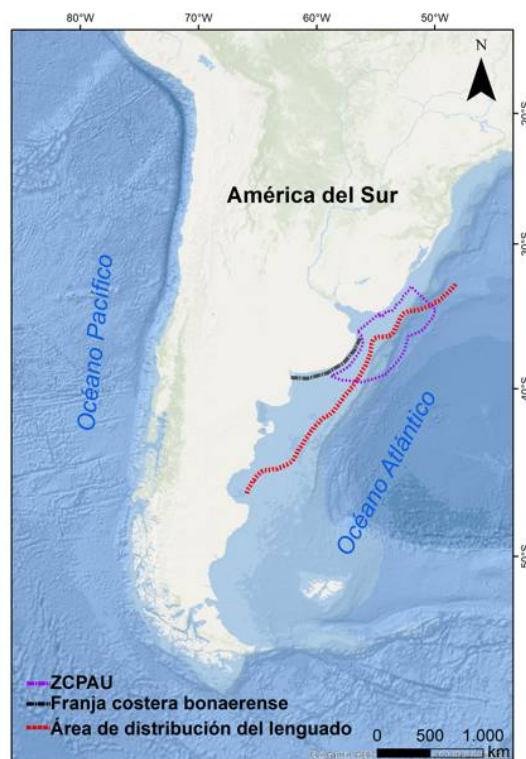 80°W
70°W
60°W
50°W
N
20°S
América del Sur
30°S
Océano Pacífico
40°S
Océano Atlántico
50°S
ZCPAU
Franja costera bonaerense
Área de distribución del lenguado
0 500 1.000
km